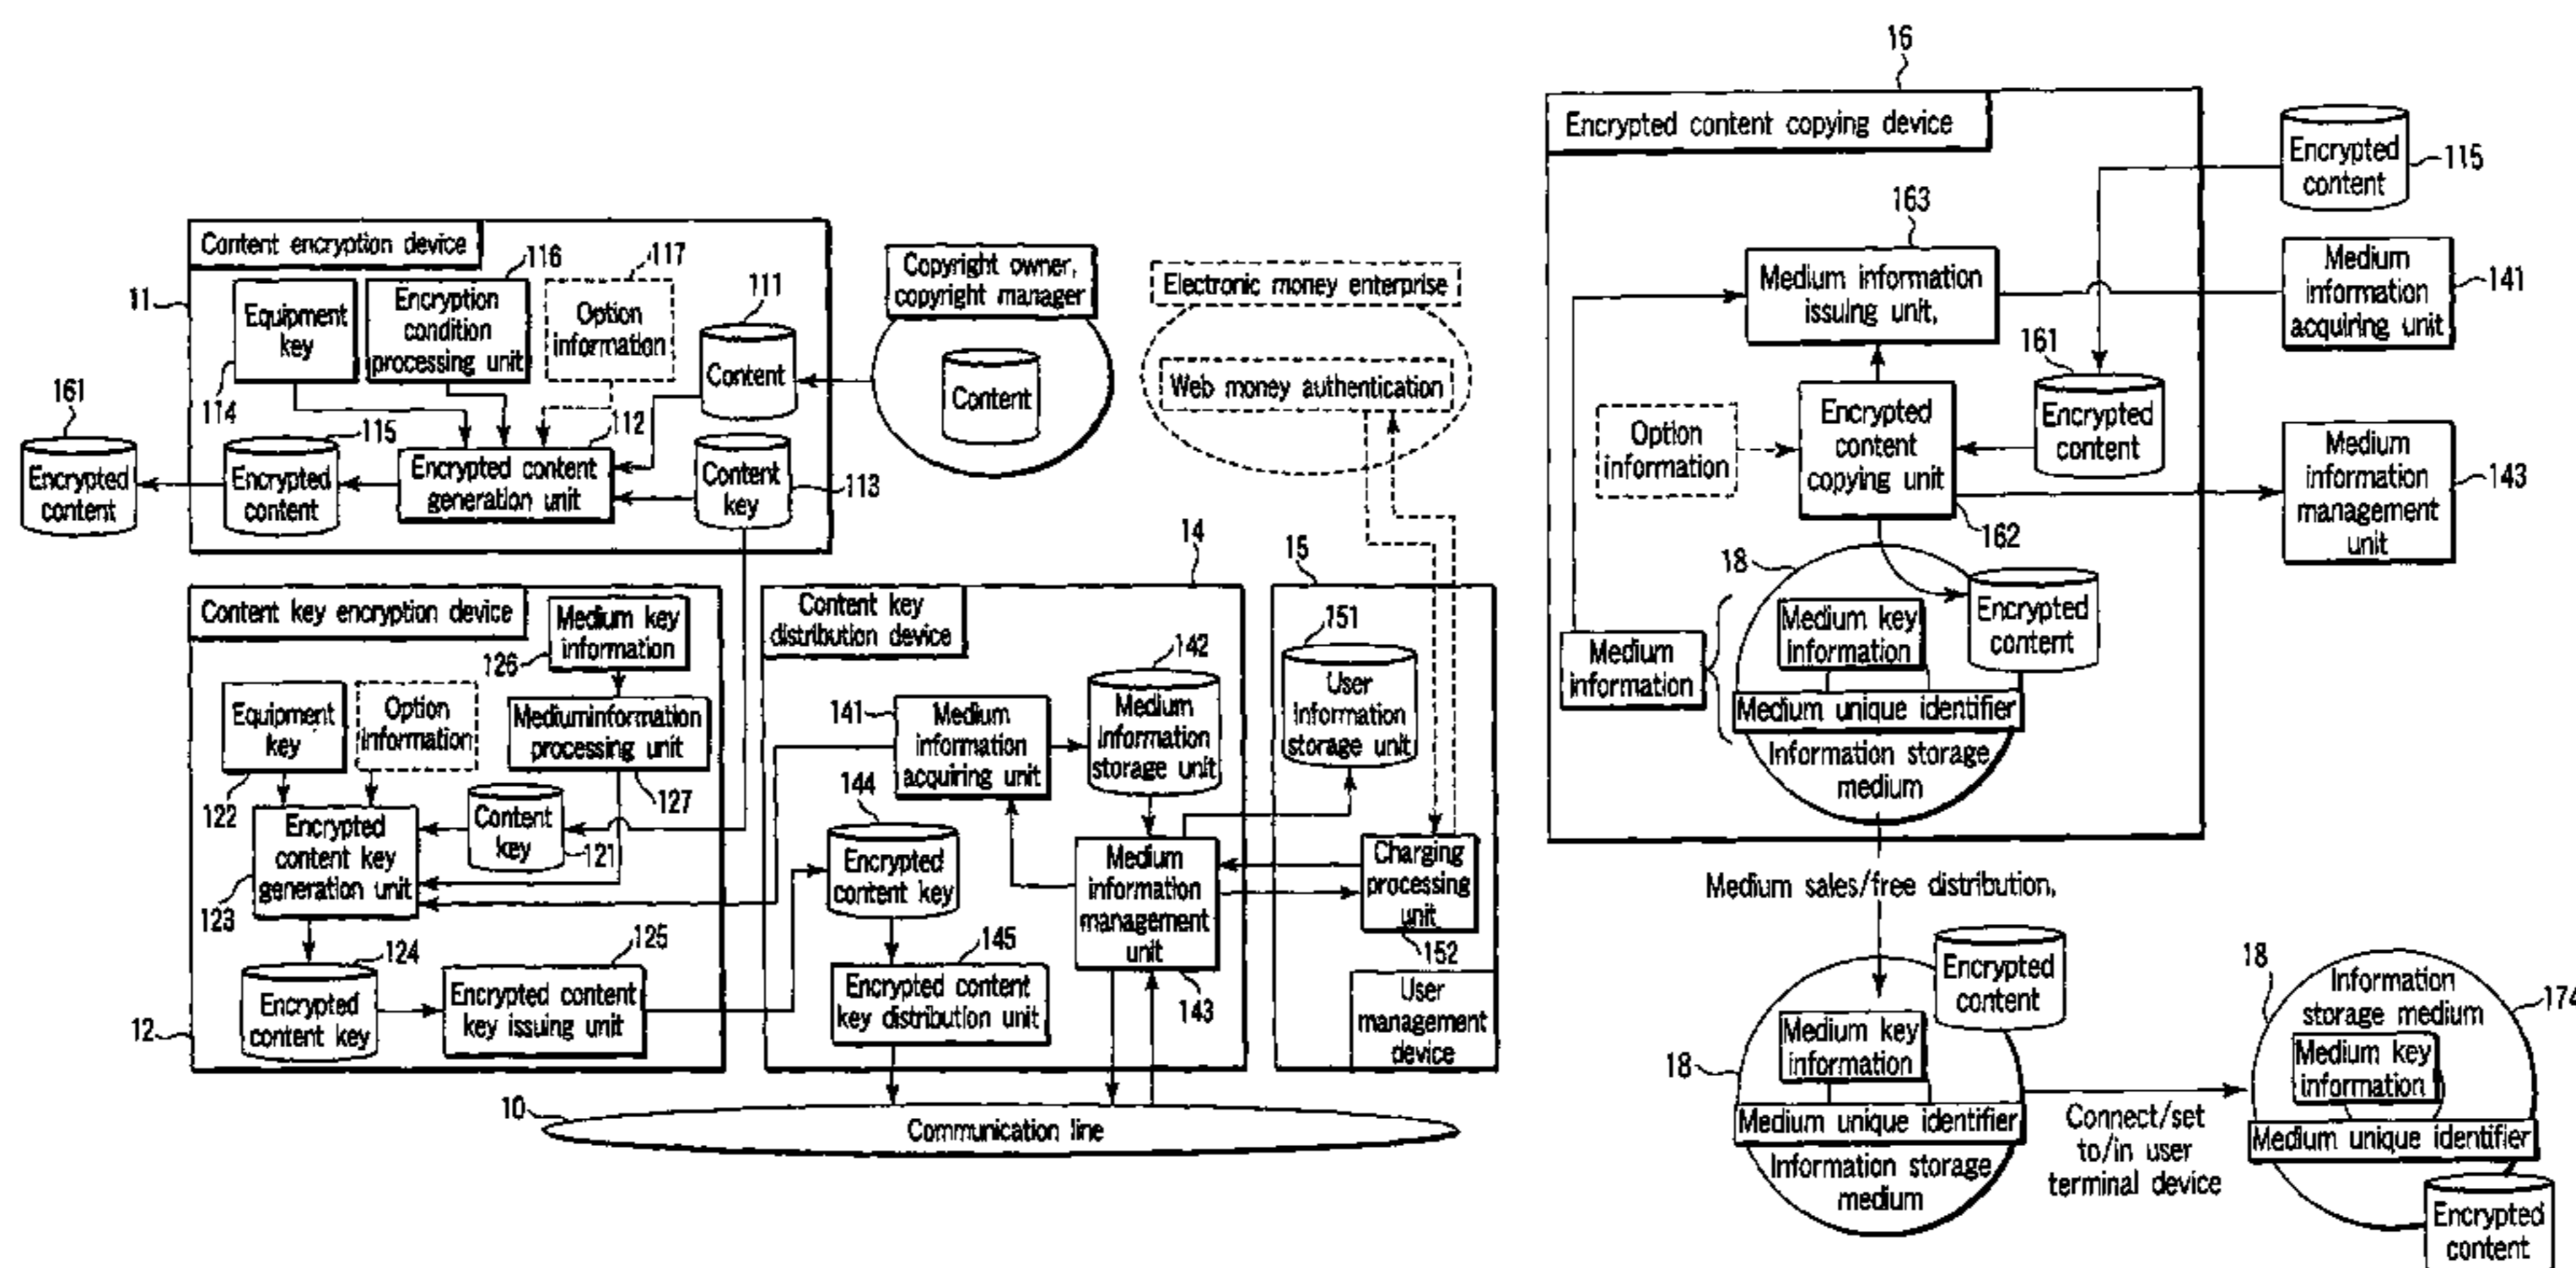 16
Encrypted content copying device
Encrypted
content
115
163
Medium information
issuing unit,
Medium
information
acquiring unit
141
161
Encrypted
content
Option
information
Encrypted
content
copying unit
162
Medium
information
management
unit
143
18
Encrypted
content
Medium key
information
Medium
information
Medium unique identifier
Information storage
medium
Medium sales/free distribution,
Encrypted
content
18
Medium key
information
Medium unique identifier
Information storage
medium
Connect/set
to/in user
terminal device
18
Information
storage medium
174
Medium key
information
Medium unique identifier
Encrypted
content
Content encryption device
11
116
117
Equipment
key
114
Encryption
condition
processing unit
Option
information
111
Content
Copyright owner,
copyright manager
Content
Electronic money enterprise
Web money authentication
161
Encrypted
content
115
Encrypted
content
112
Encrypted content
generation unit
Content
key
113
Content key encryption device
Medium key
information
126
Equipment
key
122
Option
information
Mediuminformation
processing unit
127
Encrypted
content key
generation unit
123
Content
key
121
124
Encrypted
content key
125
Encrypted content
key issuing unit
12
14
Content key
distribution device
141
Medium
information
acquiring unit
142
Medium
information
storage unit
144
Encrypted
content key
Medium
information
management
unit
143
145
Encrypted content
key distribution unit
15
151
User
information
storage unit
Charging
processing
unit
152
User
management
device
10
Communication line